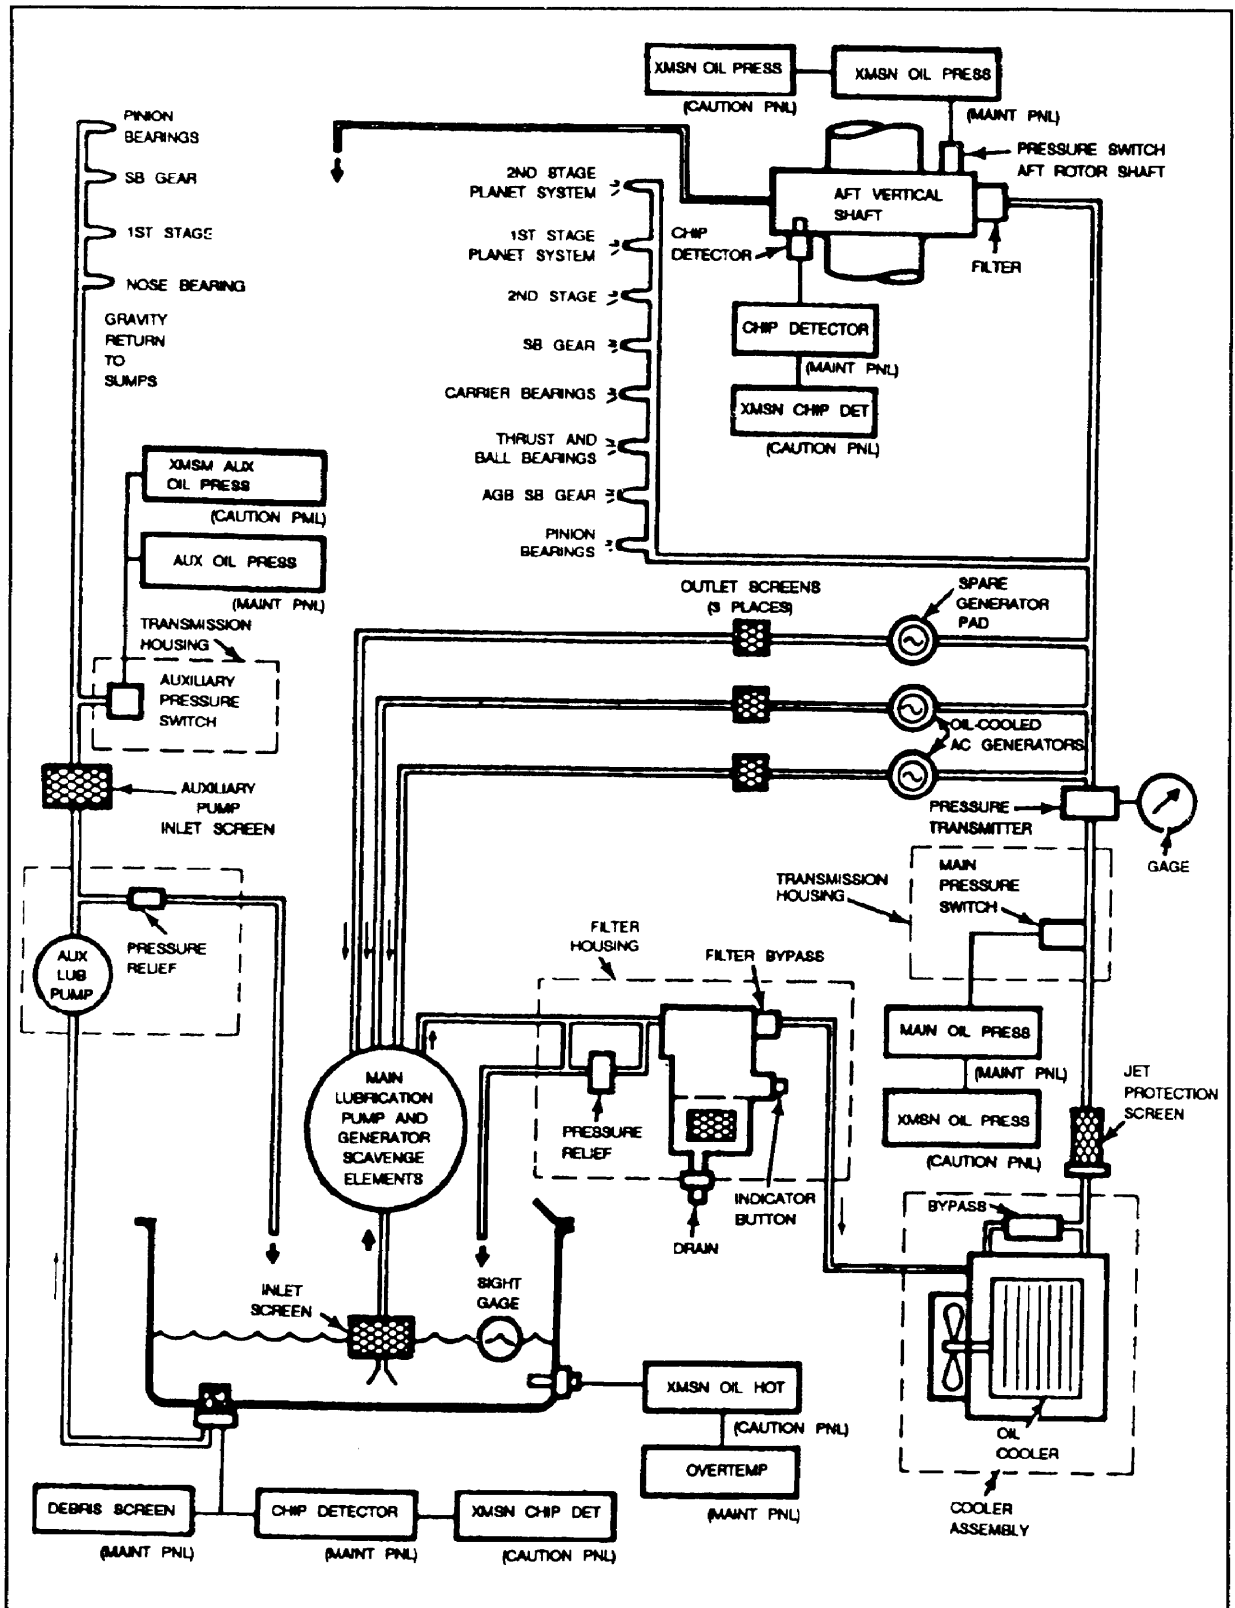 XMSN OIL PRESS
(CAUTION PNL)
XMSN OIL PRESS
(MAINT PNL)
PINION
BEARINGS
SB GEAR
1ST STAGE
NOSE BEARING
GRAVITY
RETURN
TO
SUMPS
2ND STAGE
PLANET SYSTEM
1ST STAGE
PLANET SYSTEM
2ND STAGE
SB GEAR
CARRIER BEARINGS
THRUST AND
BALL BEARINGS
AGB SB GEAR
PINION
BEARINGS
PRESSURE SWITCH
AFT ROTOR SHAFT
AFT VERTICAL
SHAFT
CHIP
DETECTOR
FILTER
CHIP DETECTOR
(MAINT PNL)
XMSN CHIP DET
(CAUTION PNL)
XMSM AUX
OIL PRESS
(CAUTION PML)
AUX OIL PRESS
(MAINT PNL)
TRANSMISSION
HOUSING
AUXILIARY
PRESSURE
SWITCH
AUXILIARY
PUMP
INLET SCREEN
OUTLET SCREENS
(3 PLACES)
SPARE
GENERATOR
PAD
OIL-COOLED
AC GENERATORS
PRESSURE
TRANSMITTER
GAGE
TRANSMISSION
HOUSING
MAIN
PRESSURE
SWITCH
PRESSURE
RELIEF
AUX
LUB
PUMP
FILTER
HOUSING
FILTER BYPASS
MAIN OIL PRESS
(MAINT PNL)
XMSN OIL PRESS
(CAUTION PNL)
JET
PROTECTION
SCREEN
MAIN
LUBRICATION
PUMP AND
GENERATOR
SCAVENGE
ELEMENTS
PRESSURE
RELIEF
INDICATOR
BUTTON
DRAIN
BYPASS
INLET
SCREEN
SIGHT
GAGE
XMSN OIL HOT
(CAUTION PNL)
OVERTEMP
(MAINT PNL)
OIL
COOLER
COOLER
ASSEMBLY
DEBRIS SCREEN
(MAINT PNL)
CHIP DETECTOR
(MAINT PNL)
XMSN CHIP DET
(CAUTION PNL)